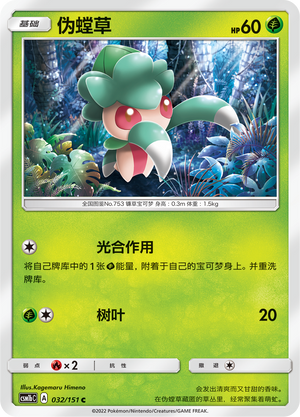 基础 伪螳草 HP60
全国图鉴No.753 镰草宝可梦 身高：0.3m 体重：1.5kg
光合作用
将自己牌库中的1张能量，附着于自己的宝可梦身上。并重洗
牌库。
树叶 20
弱点 ×2 抗性 撤退
Illus.Kagemaru Himeno
csm1bC A 032/151 C
会发出清爽而又甘甜的香味。
在伪螳草藏匿的草丛里，经常聚集着萌虻。
©2022 Pokémon/Nintendo/Creatures/GAME FREAK.